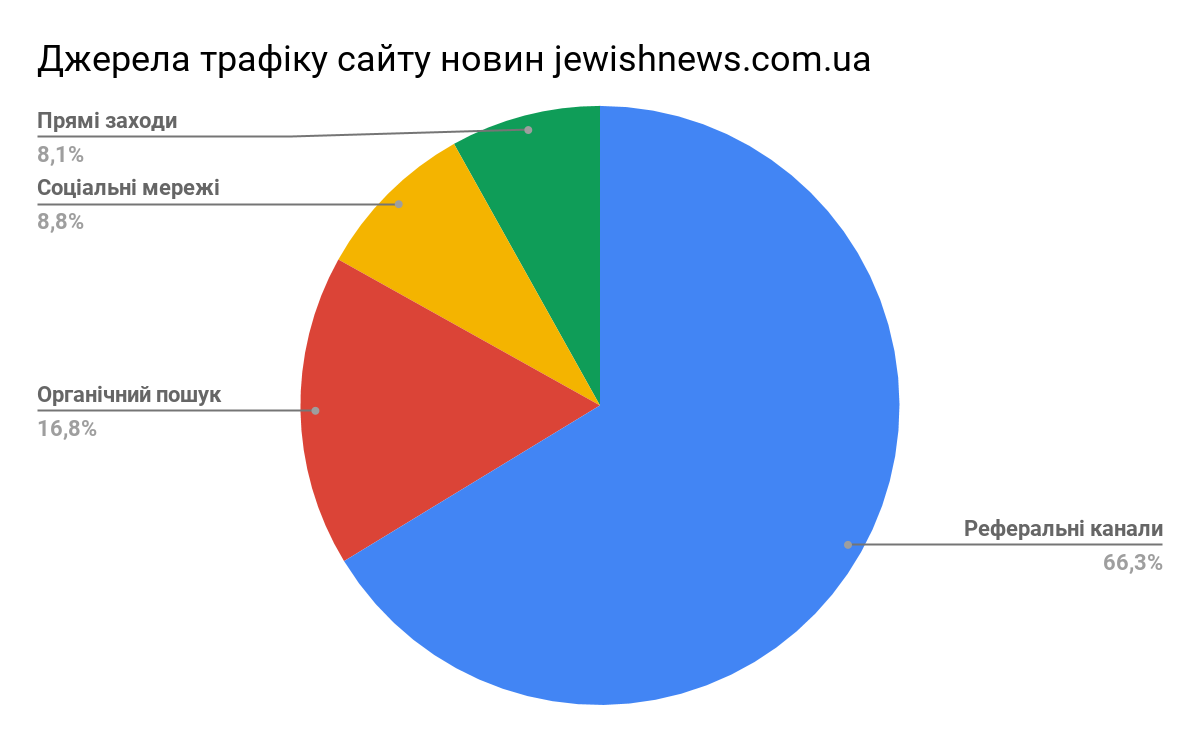 Джерела трафіку сайту новин jewishnews.com.ua
Прямі заходи
8,1%
Соціальні мережі
8,8%
Органічний пошук
16,8%
Реферальні канали
66,3%